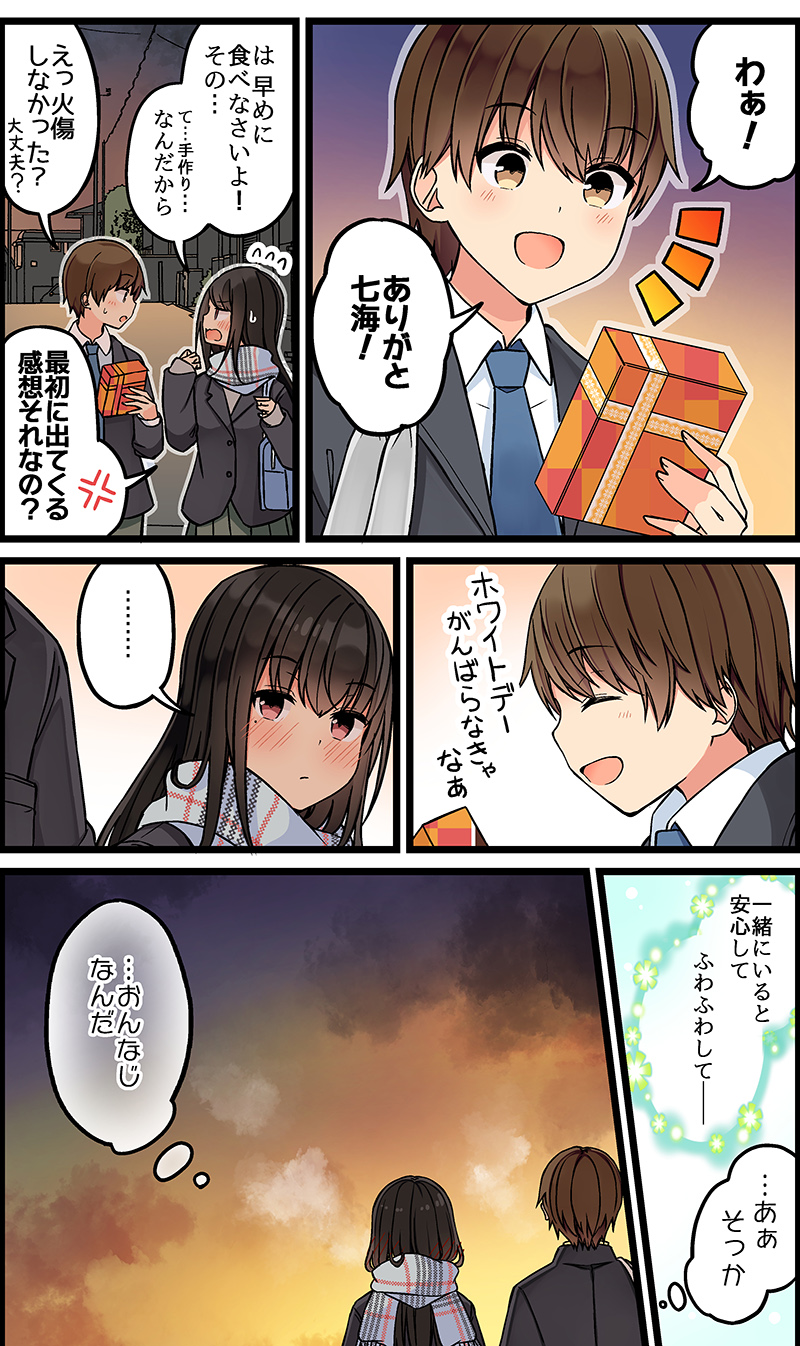 わぁ！
ありがと
七海！
は 早めに
食べなさいよ！
その…
て…手作り…
なんだから
えっ火傷
しなかった？
大丈夫？
最初に出てくる
感想それなの？
ホワイトデー
がんばらなきゃ
なぁ
………
一緒にいると
安心して
ふわふわして――
…ああ
そっか
…おんなじ
なんだ